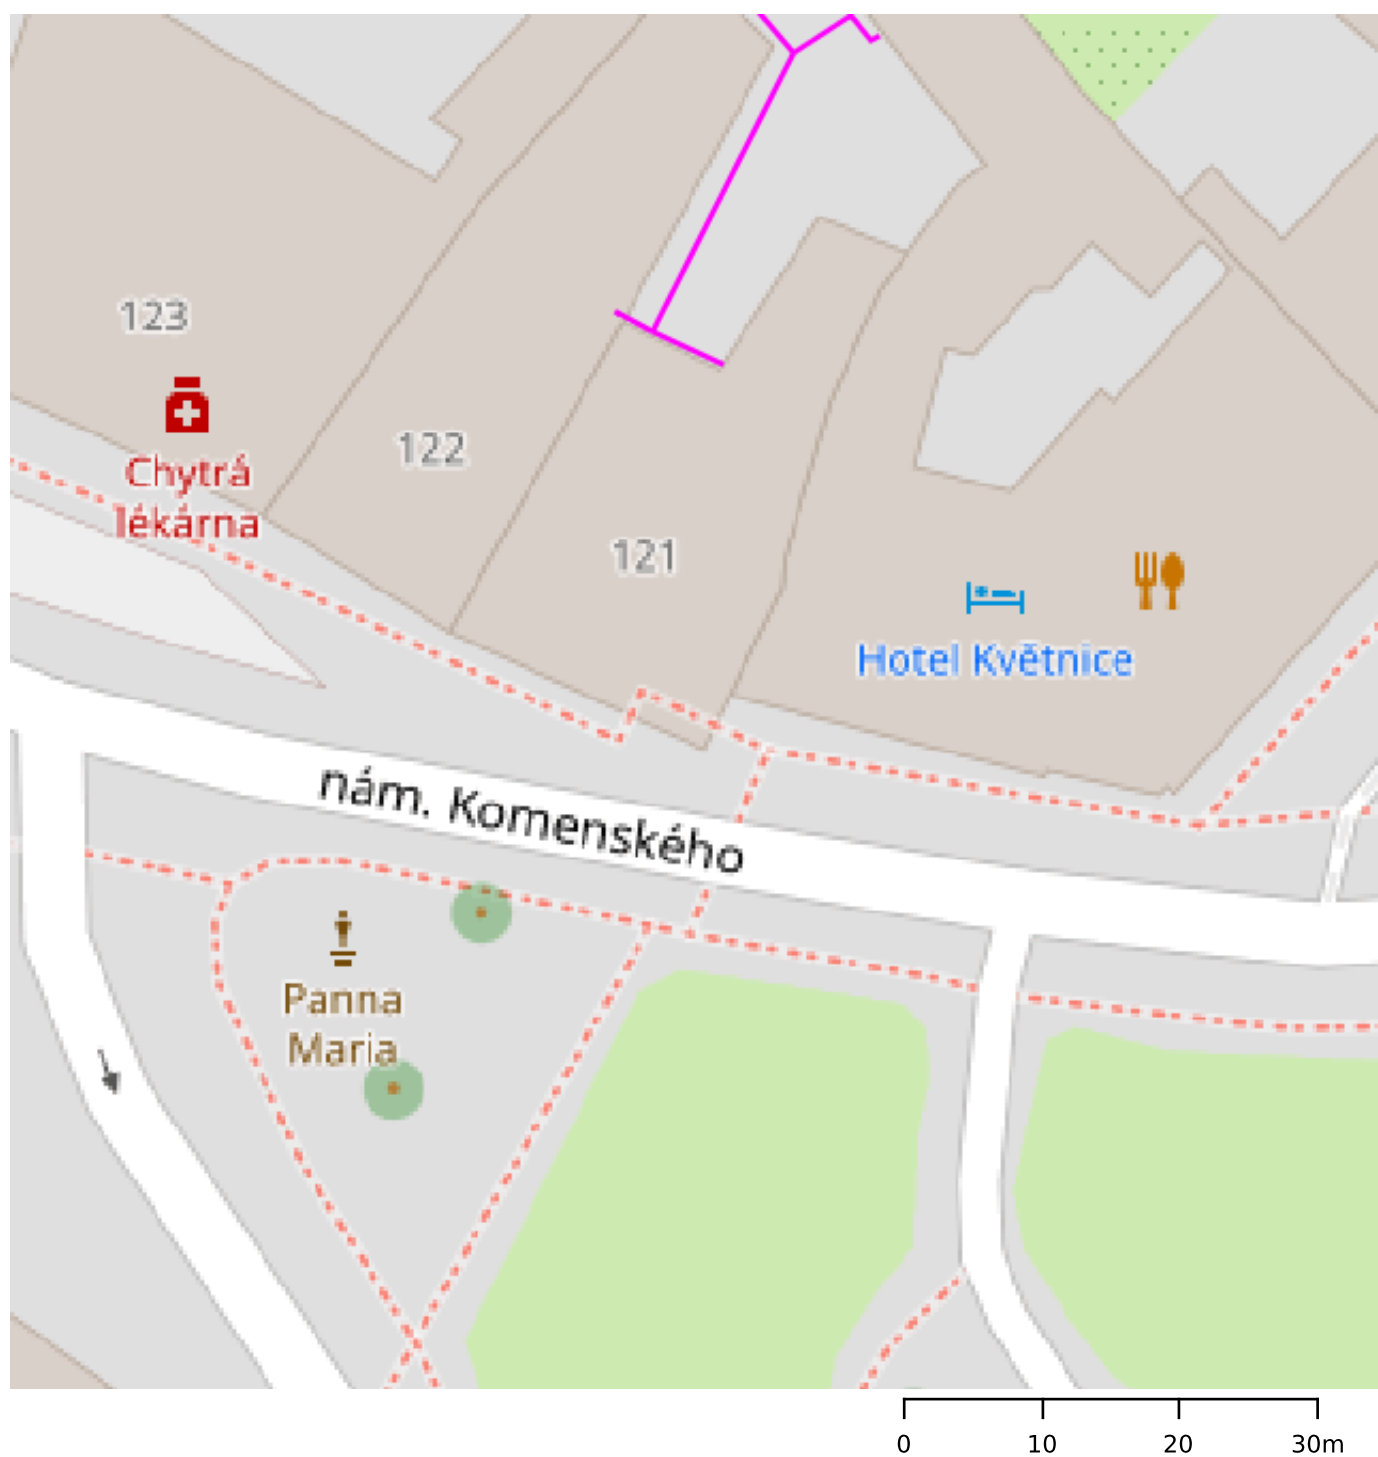 123
Chytrá
lékárna
122
121
Hotel Květnice
nám. Komenského
Panna
Maria
0 10 20 30m